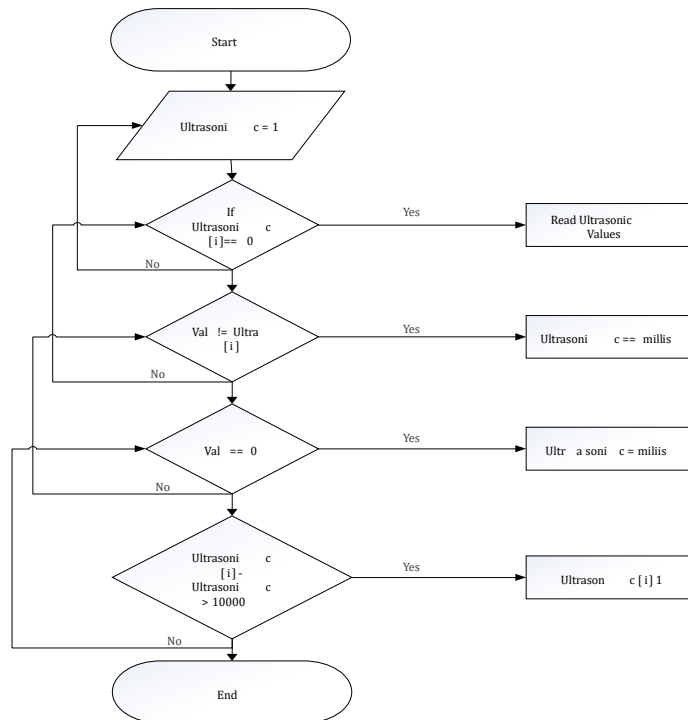 Start
Ultrasoni c = 1
If
Ultrasoni c
[ i ]== 0
Yes
Read Ultrasonic
Values
No
Val != Ultra
[ i ]
Yes
Ultrasoni c == millis
No
Val == 0
Yes
Ultr a soni c = miliis
No
Ultrasoni c
[ i ] -
Ultrasoni c
> 10000
Yes
Ultrason c [ i ] 1
No
End